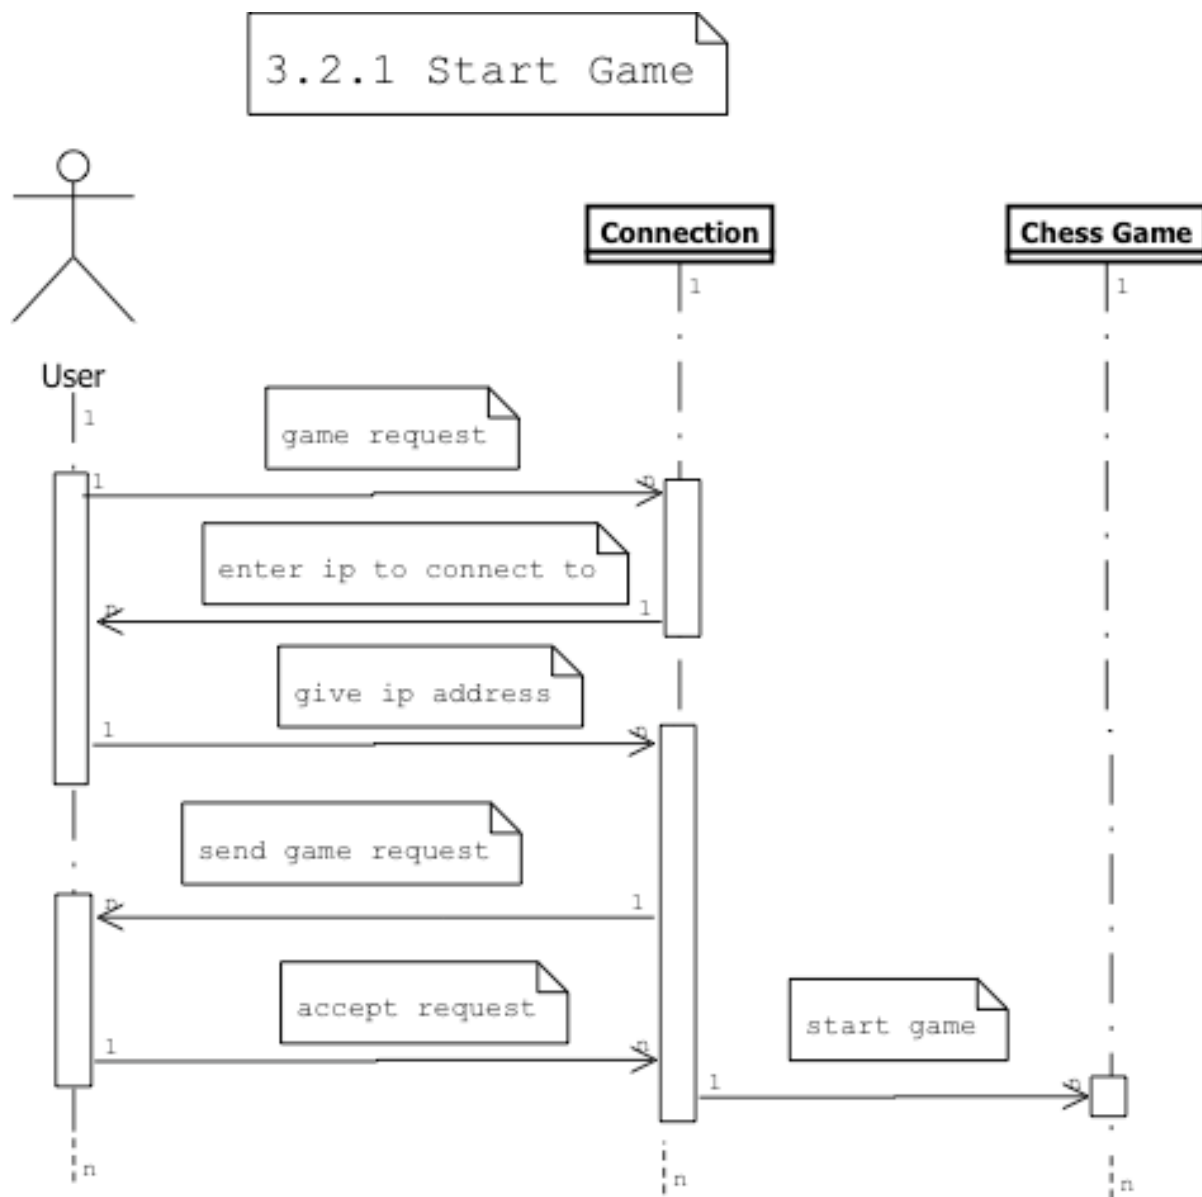 3.2.1 Start Game
Connection
Chess Game
1
1
User
1
game request
1
n
enter ip to connect to
n
1
give ip address
1
n
send game request
n
1
accept request
1
n
start game
1
n
n
n
n